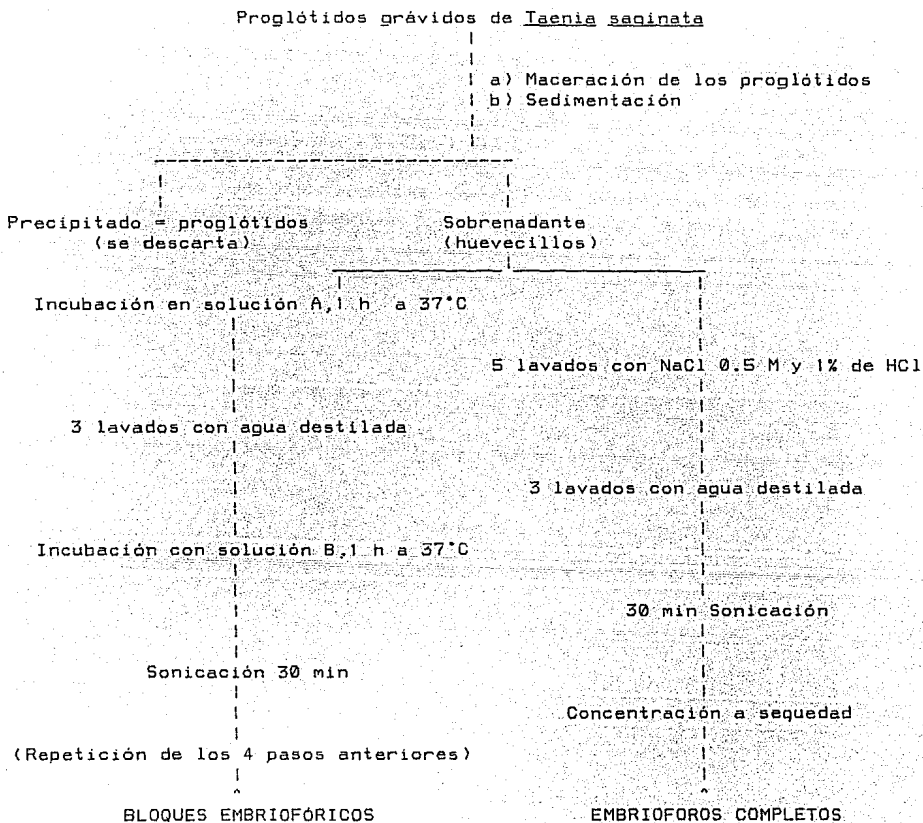 Proglótidos grávidos de Taenia saginata
a) Maceración de los proglótidos
b) Sedimentación
Precipitado = proglótidos
(se descarta)
Sobrenadante
(huevecillos)
Incubación en solución A,1 h a 37°C
5 lavados con NaCl 0.5 M y 1% de HCl
3 lavados con agua destilada
3 lavados con agua destilada
Incubación con solución B,1 h a 37°C
30 min Sonicación
Sonicación 30 min
Concentración a sequedad
(Repetición de los 4 pasos anteriores)
BLOQUES EMBRIOFÓRICOS
EMBRIOFOROS COMPLETOS